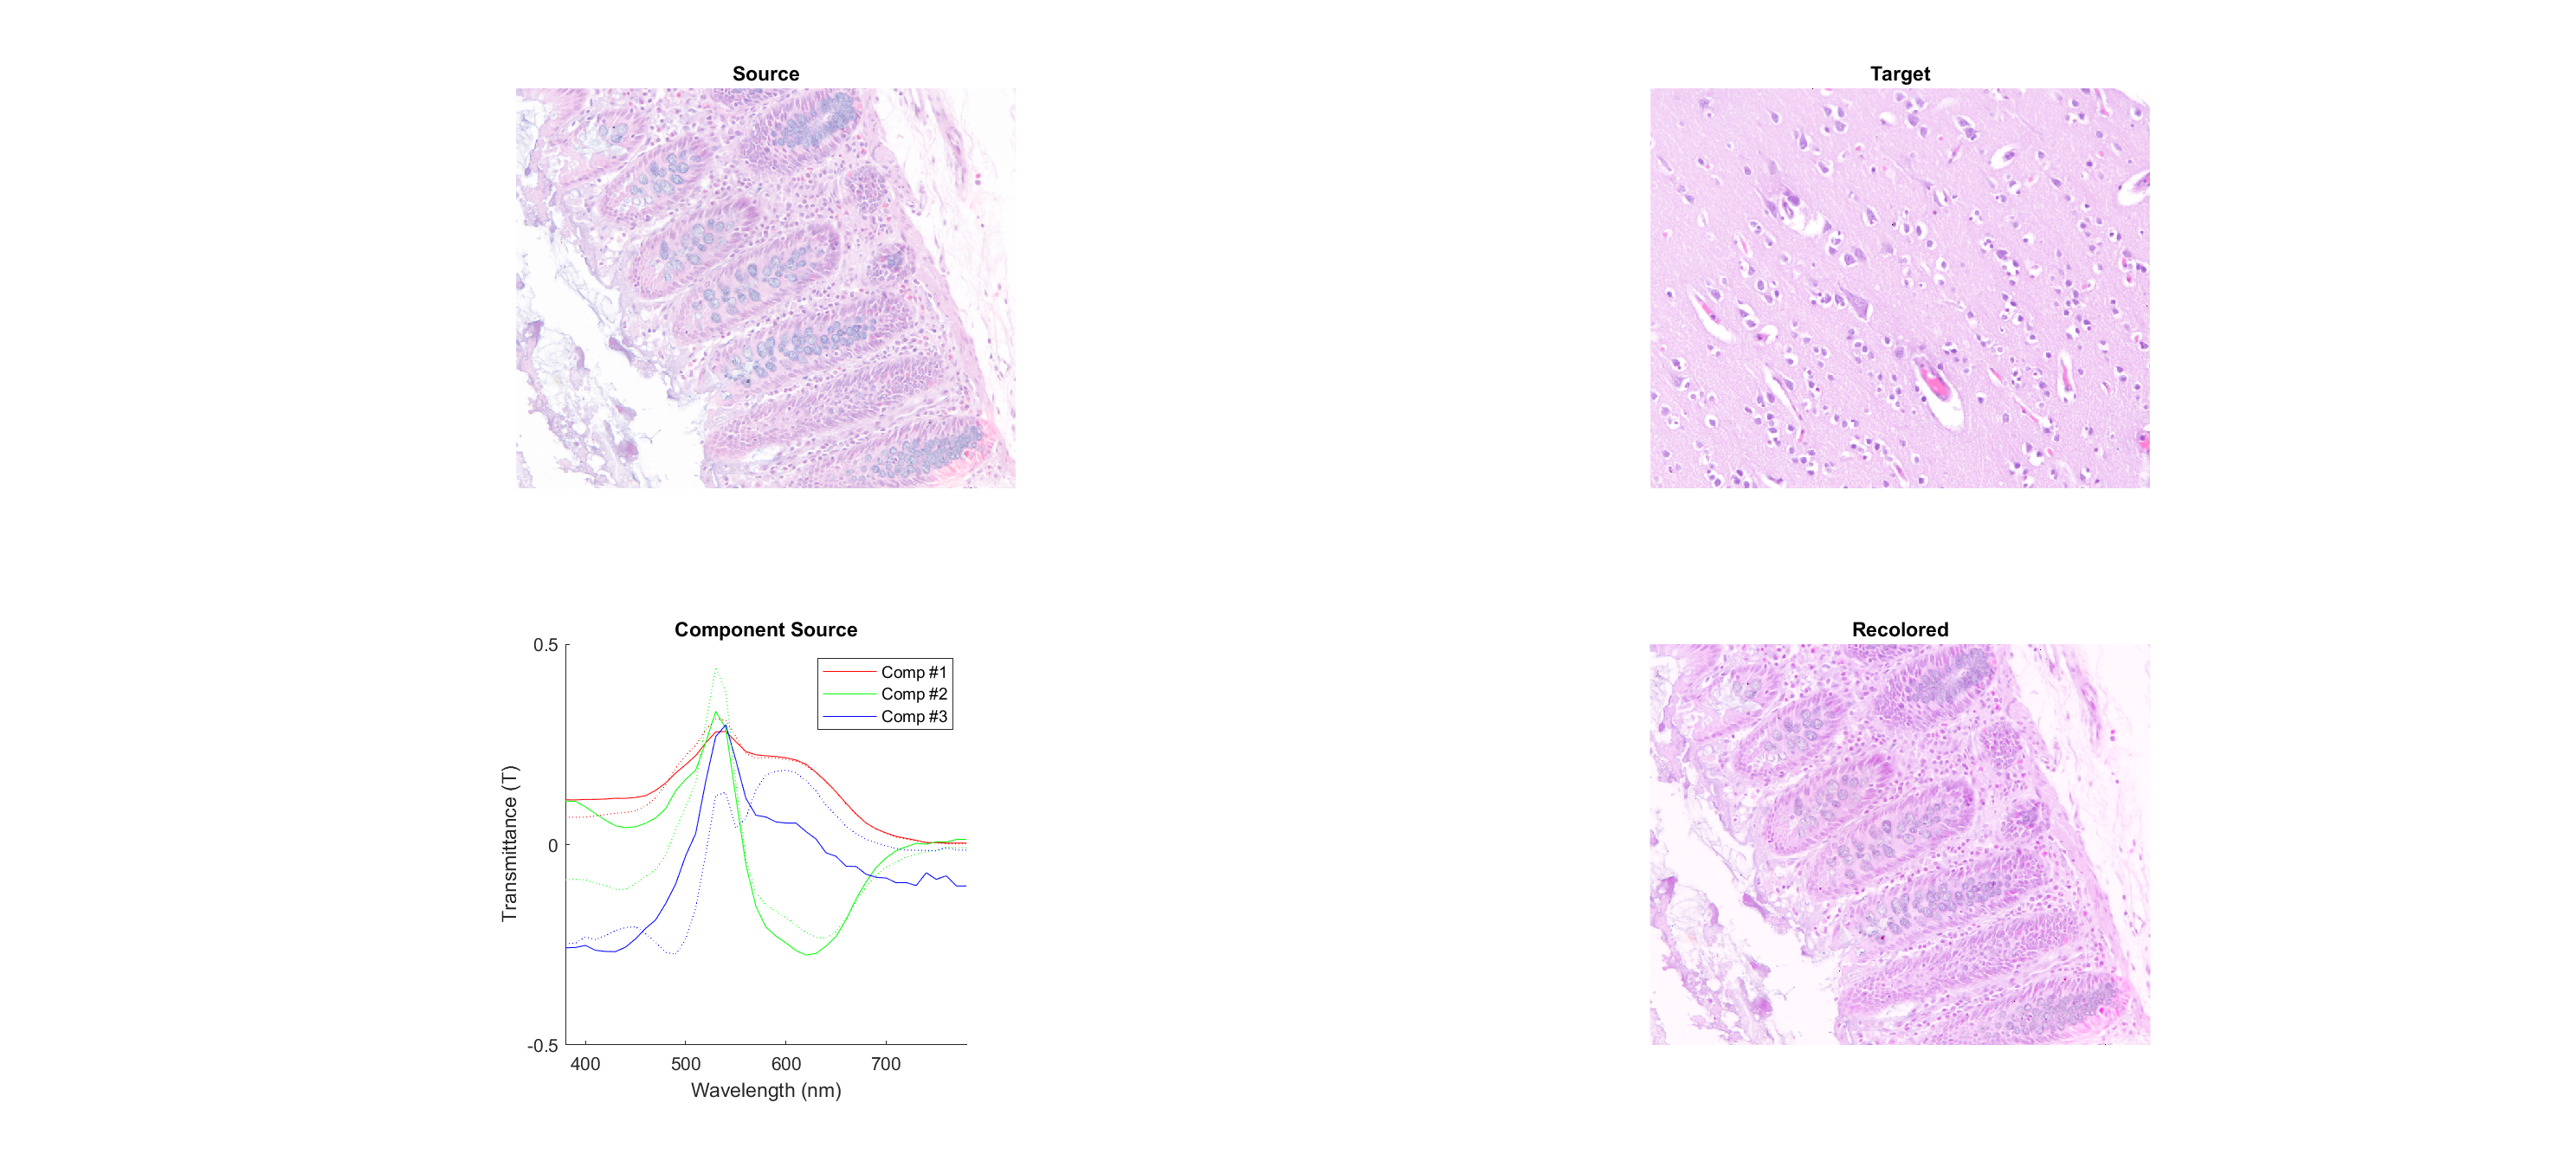 Source
Target
Component Source
0.5
0
-0.5
Transmittance (T)
400
500
600
700
Wavelength (nm)
Comp #1
Comp #2
Comp #3
Recolored